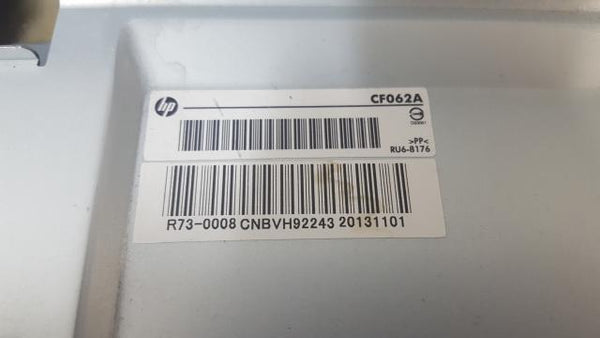 hp CF062A
>PP<
RU6-8176
R73-0008 CNBVH92243 20131101